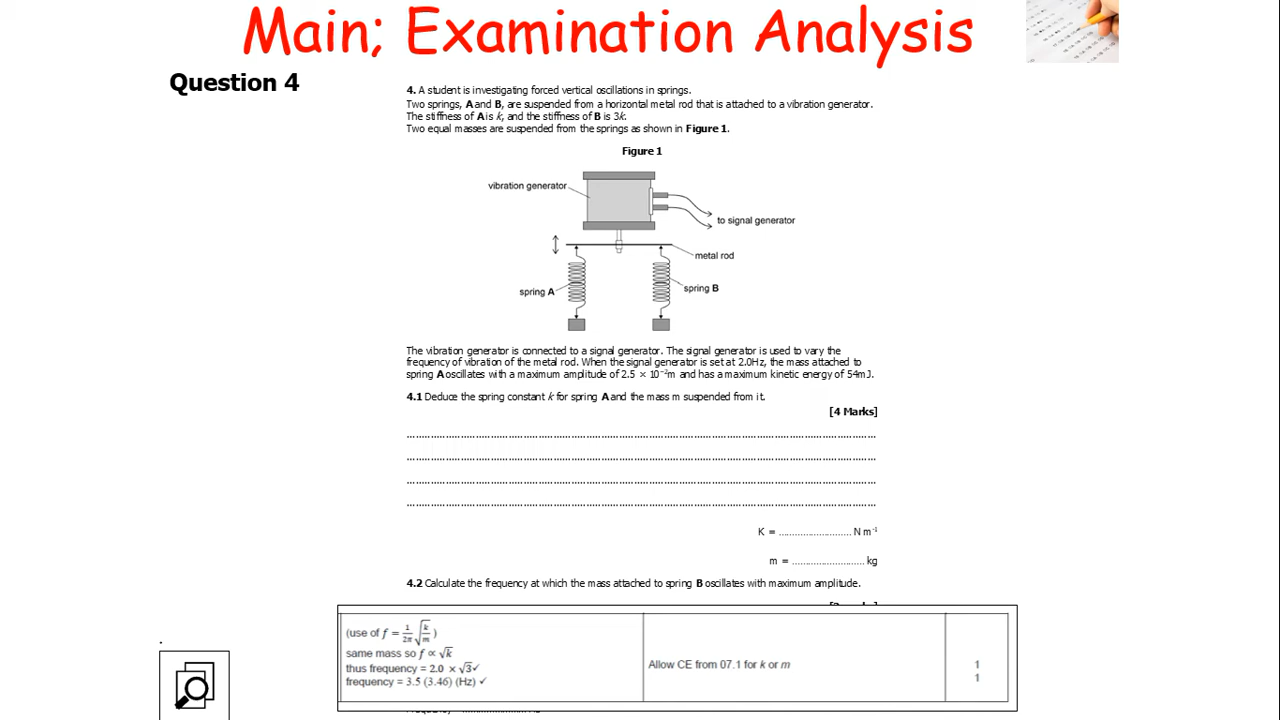 Main; Examination Analysis
Question 4
4. A student is investigating forced vertical oscillations in springs.
Two springs, A and B, are suspended from a horizontal metal rod that is attached to a vibration generator.
The stiffness of A is k, and the stiffness of B is 3k.
Two equal masses are suspended from the springs as shown in Figure 1.
Figure 1
vibration generator
to signal generator
metal rod
spring A
spring B
The vibration generator is connected to a signal generator. The signal generator is used to vary the
frequency of vibration of the metal rod. When the signal generator is set at 2.0Hz, the mass attached to
spring A oscillates with a maximum amplitude of 2.5 × 10⁻²m and has a maximum kinetic energy of 54mJ.
4.1 Deduce the spring constant k for spring A and the mass m suspended from it.
[4 Marks]
K = .......................... N m⁻¹
m = .......................... kg
4.2 Calculate the frequency at which the mass attached to spring B oscillates with maximum amplitude.
(use of f = 1/2π √k/m )
same mass so f ∝ √k
thus frequency = 2.0 × √3✓
frequency = 3.5 (3.46) (Hz) ✓
Allow CE from 07.1 for k or m
1
1